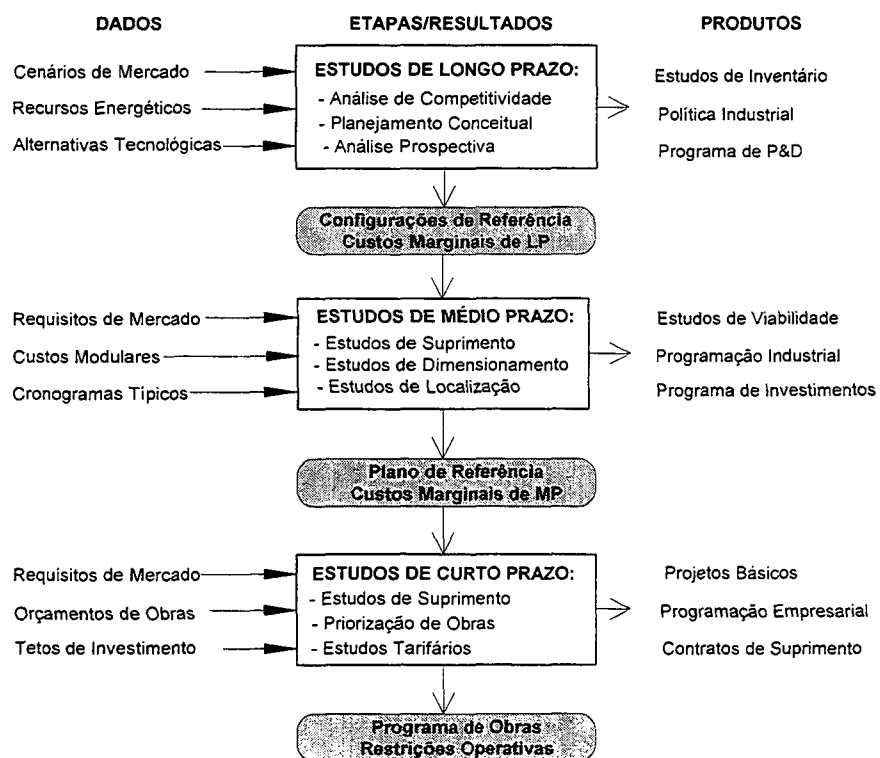 DADOS
ETAPAS/RESULTADOS
PRODUTOS
Cenários de Mercado
Recursos Energéticos
Alternativas Tecnológicas
ESTUDOS DE LONGO PRAZO:
- Análise de Competitividade
- Planejamento Conceitual
- Análise Prospectiva
Estudos de Inventário
Política Industrial
Programa de P&D
Configurações de Referência
Custos Marginais de LP
Requisitos de Mercado
Custos Modulares
Cronogramas Típicos
ESTUDOS DE MÉDIO PRAZO:
- Estudos de Suprimento
- Estudos de Dimensionamento
- Estudos de Localização
Estudos de Viabilidade
Programação Industrial
Programa de Investimentos
Plano de Referência
Custos Marginais de MP
Requisitos de Mercado
Orçamentos de Obras
Tetos de Investimento
ESTUDOS DE CURTO PRAZO:
- Estudos de Suprimento
- Priorização de Obras
- Estudos Tarifários
Projetos Básicos
Programação Empresarial
Contratos de Suprimento
Programa de Obras
Restrições Operativas